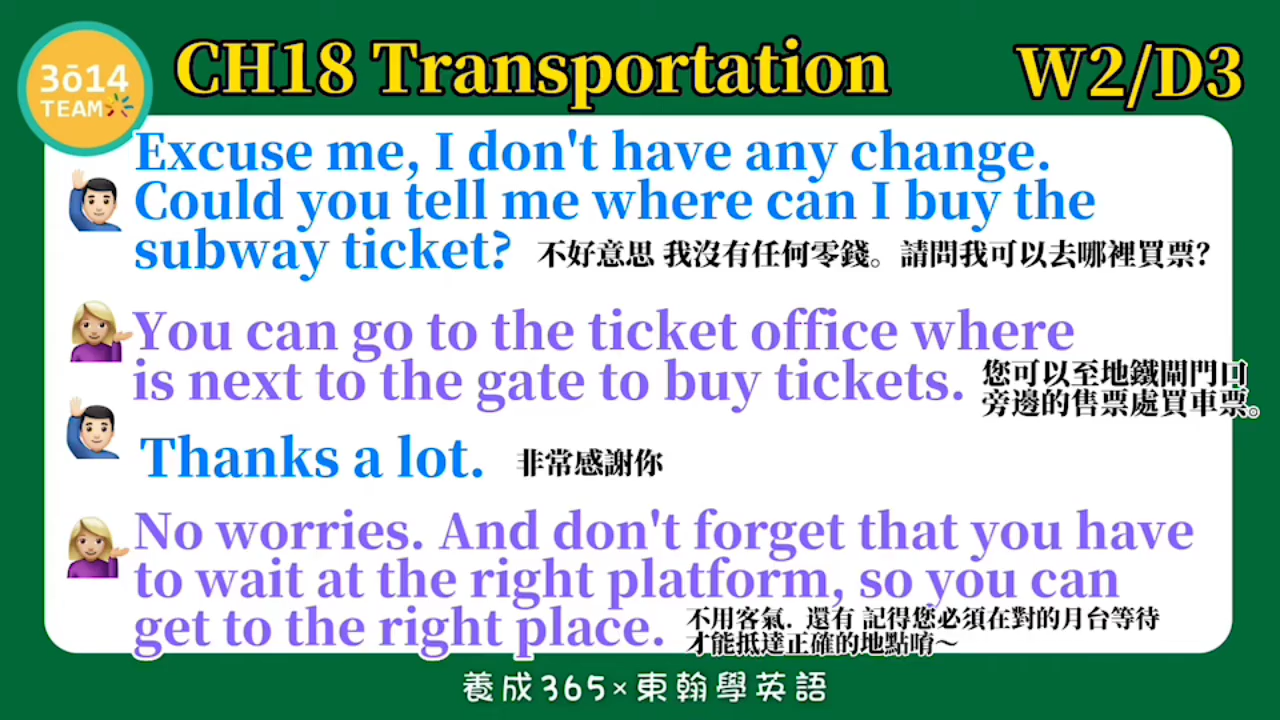 3ō14
TEAM
CH18 Transportation
W2/D3
Excuse me, I don't have any change.
Could you tell me where can I buy the
subway ticket?
不好意思 我沒有任何零錢。請問我可以去哪裡買票?
You can go to the ticket office where
is next to the gate to buy tickets.
您可以至地鐵閘門口
旁邊的售票處買車票。
Thanks a lot.
非常感謝你
No worries. And don't forget that you have
to wait at the right platform, so you can
get to the right place.
不用客氣. 還有 記得您必須在對的月台等待
才能抵達正確的地點唷~
養成365×東翰學英語